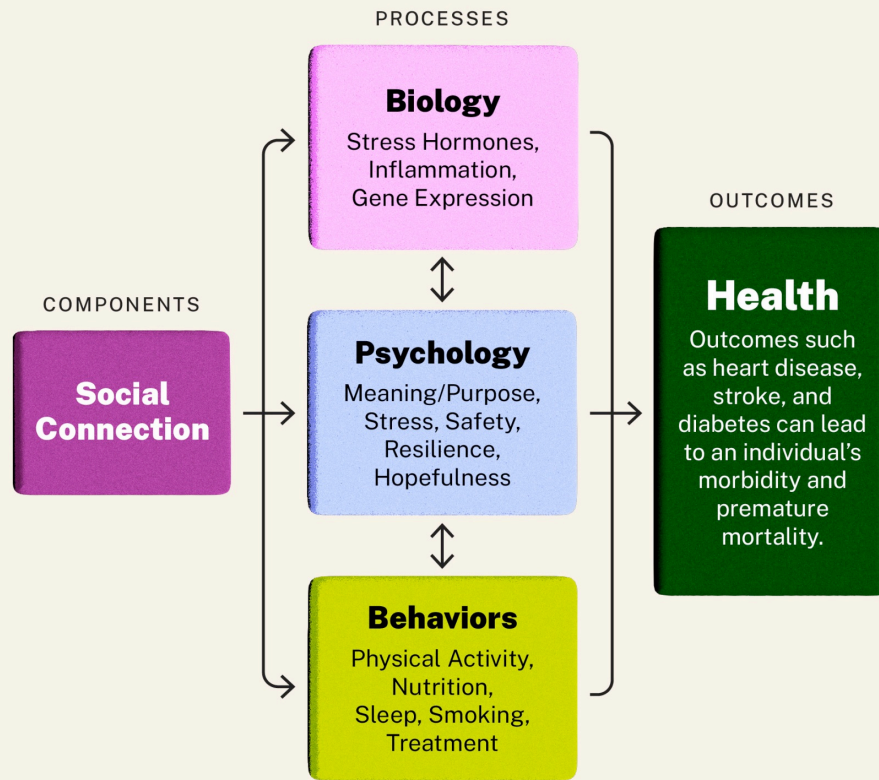 PROCESSES
Biology
Stress Hormones,
Inflammation,
Gene Expression
COMPONENTS
Social
Connection
Psychology
Meaning/Purpose,
Stress, Safety,
Resilience,
Hopefulness
Behaviors
Physical Activity,
Nutrition,
Sleep, Smoking,
Treatment
OUTCOMES
Health
Outcomes such
as heart disease,
stroke, and
diabetes can lead
to an individual’s
morbidity and
premature
mortality.